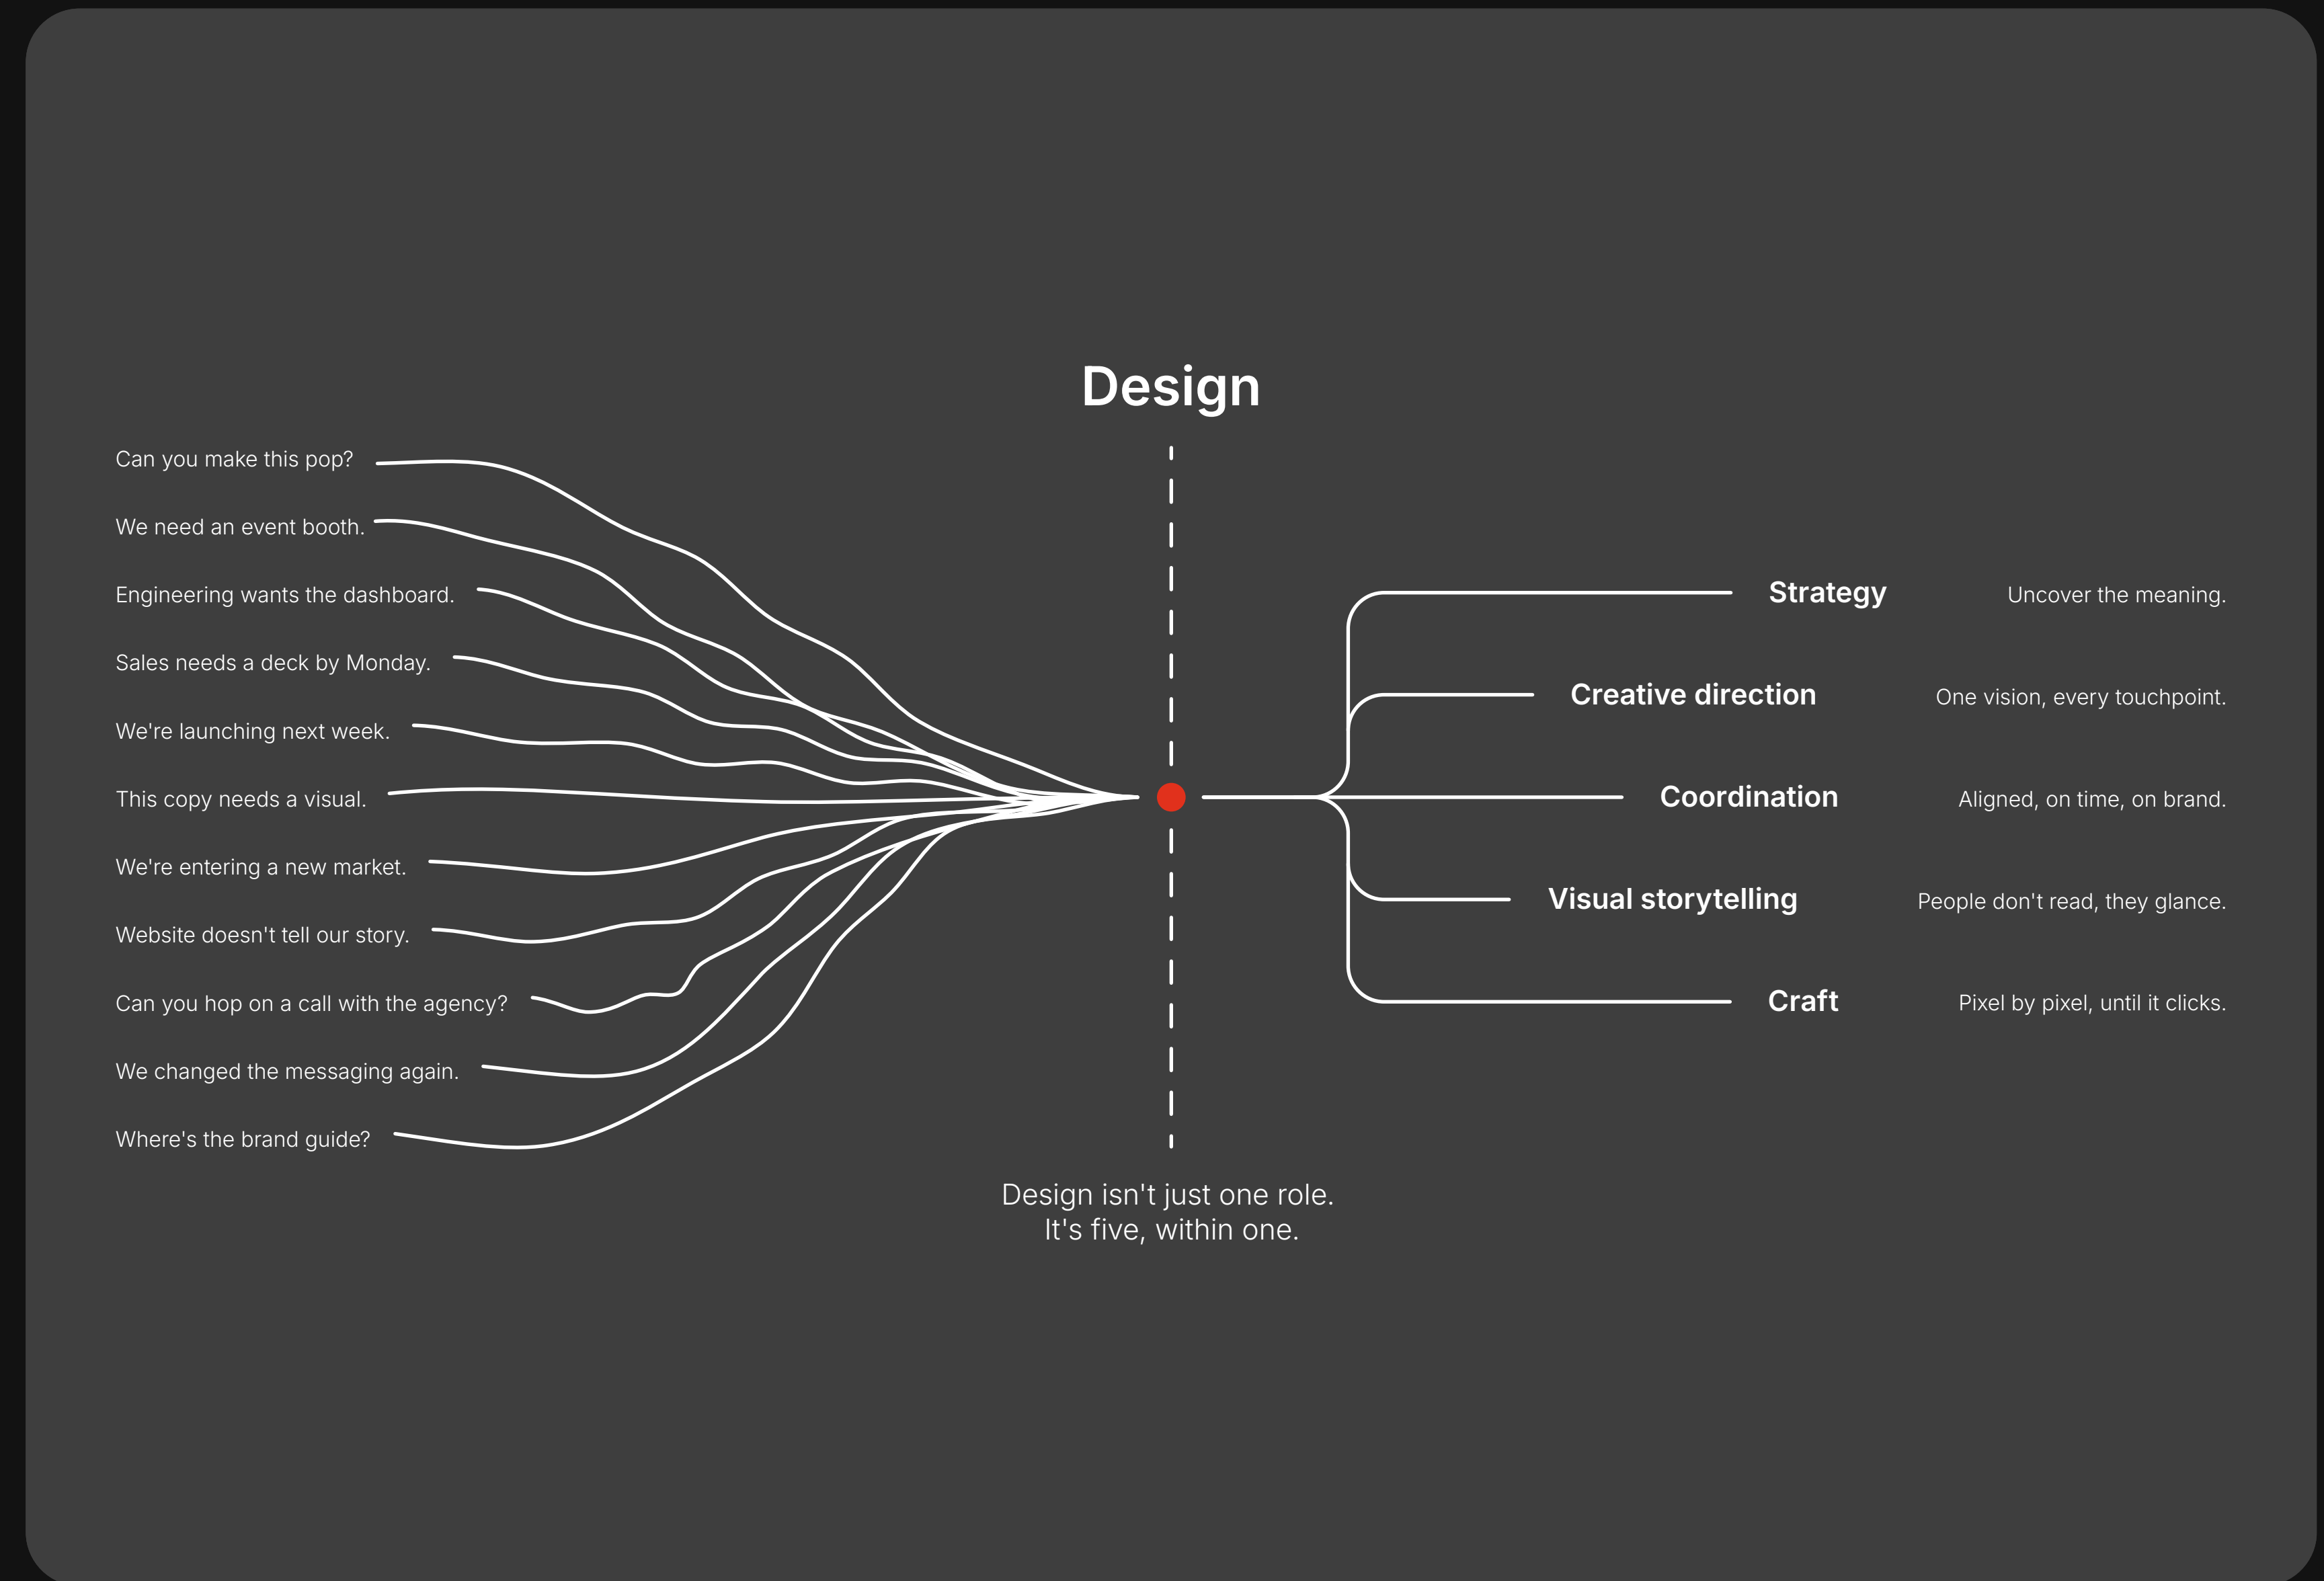 Design
Can you make this pop?
We need an event booth.
Engineering wants the dashboard.
Sales needs a deck by Monday.
We're launching next week.
This copy needs a visual.
We're entering a new market.
Website doesn't tell our story.
Can you hop on a call with the agency?
We changed the messaging again.
Where's the brand guide?
Strategy Uncover the meaning.
Creative direction One vision, every touchpoint.
Coordination Aligned, on time, on brand.
Visual storytelling People don't read, they glance.
Craft Pixel by pixel, until it clicks.
Design isn't just one role.
It's five, within one.